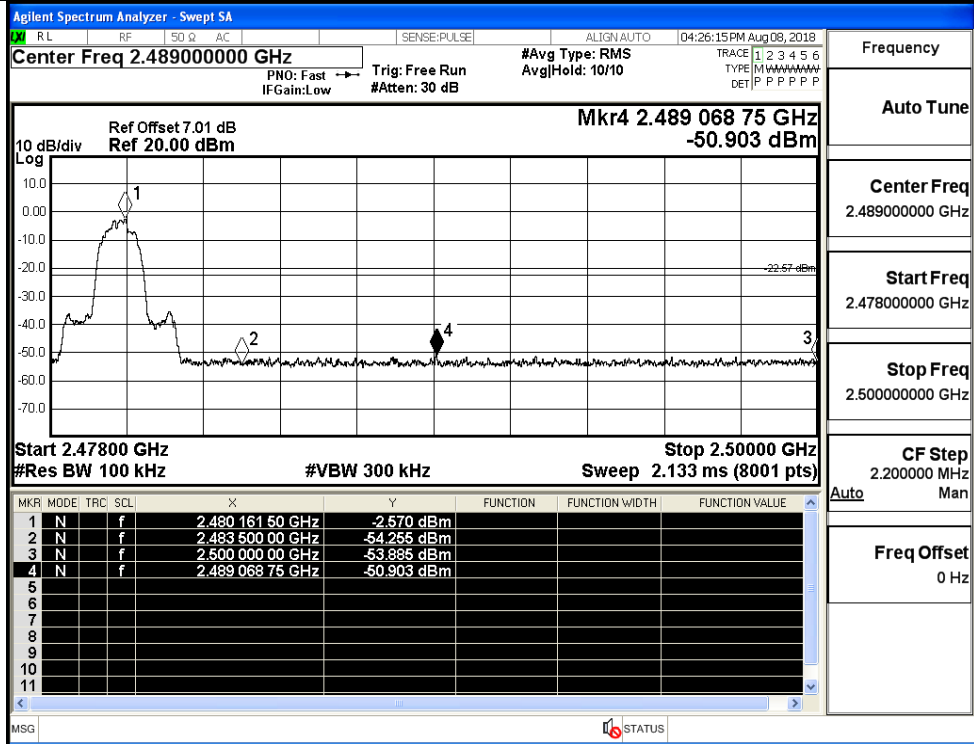 Agilent Spectrum Analyzer - Swept SA
LXI RL RF 50 Ω AC SENSE:PULSE ALIGN AUTO 04:26:15 PM Aug 08, 2018
Center Freq 2.489000000 GHz
PNO: Fast
IFGain:Low
Trig: Free Run
#Atten: 30 dB
#Avg Type: RMS
Avg|Hold: 10/10
TRACE 1 2 3 4 5 6
TYPE M W W W W W
DET P P P P P P
Mkr4 2.489 068 75 GHz
-50.903 dBm
Ref Offset 7.01 dB
10 dB/div Ref 20.00 dBm
Log
10.0
0.00
-10.0
-20.0
-30.0
-40.0
-50.0
-60.0
-70.0
1
2
4
3
-22.57 dBm
Start 2.47800 GHz Stop 2.50000 GHz
#Res BW 100 kHz #VBW 300 kHz Sweep 2.133 ms (8001 pts)
MKR MODE TRC SCL X Y FUNCTION FUNCTION WIDTH FUNCTION VALUE
1 N f 2.480 161 50 GHz -2.570 dBm
2 N f 2.483 500 00 GHz -54.255 dBm
3 N f 2.500 000 00 GHz -53.885 dBm
4 N f 2.489 068 75 GHz -50.903 dBm
5
6
7
8
9
10
11
MSG STATUS
Frequency
Auto Tune
Center Freq
2.489000000 GHz
Start Freq
2.478000000 GHz
Stop Freq
2.500000000 GHz
CF Step
2.200000 MHz
Auto Man
Freq Offset
0 Hz